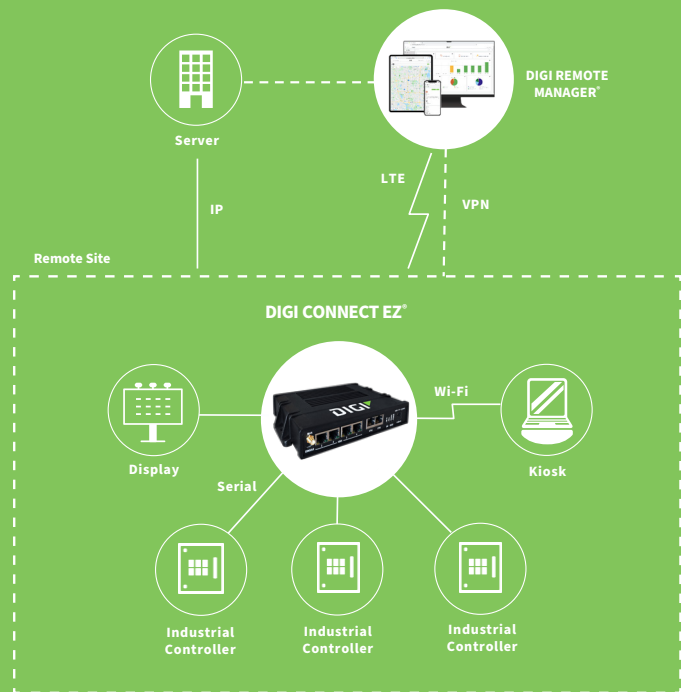 DIGI REMOTE
MANAGER®
Server
LTE
IP
VPN
Remote Site
DIGI CONNECT EZ®
DIGI
Wi-Fi
Display
Kiosk
Serial
Industrial
Controller
Industrial
Controller
Industrial
Controller